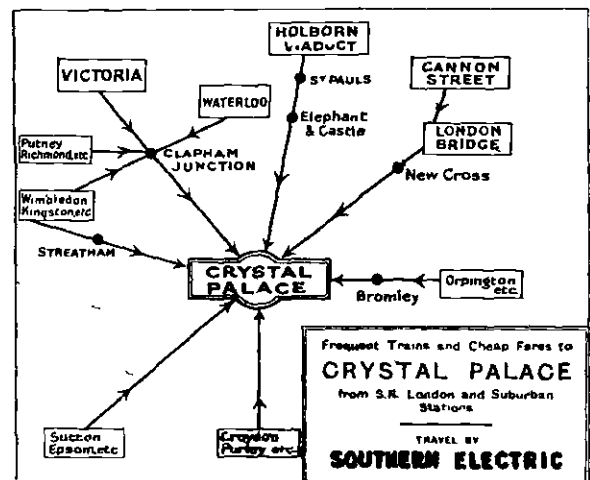 HOLBORN
VIADUCT
VICTORIA
ST PAULS
CANNON
STREET
WATERLOO
Elephant
& Castle
Putney
Richmond, etc
CLAPHAM
JUNCTION
LONDON
BRIDGE
New Cross
Wimbledon
Kingston, etc
STREATHAM
CRYSTAL
PALACE
Bromley
Orpington
etc.
Frequent Trains and Cheap Fares to
CRYSTAL PALACE
from S.R. London and Suburban
Stations
TRAVEL BY
SOUTHERN ELECTRIC
Sutton
Epsom, etc
Croydon
Purley etc.